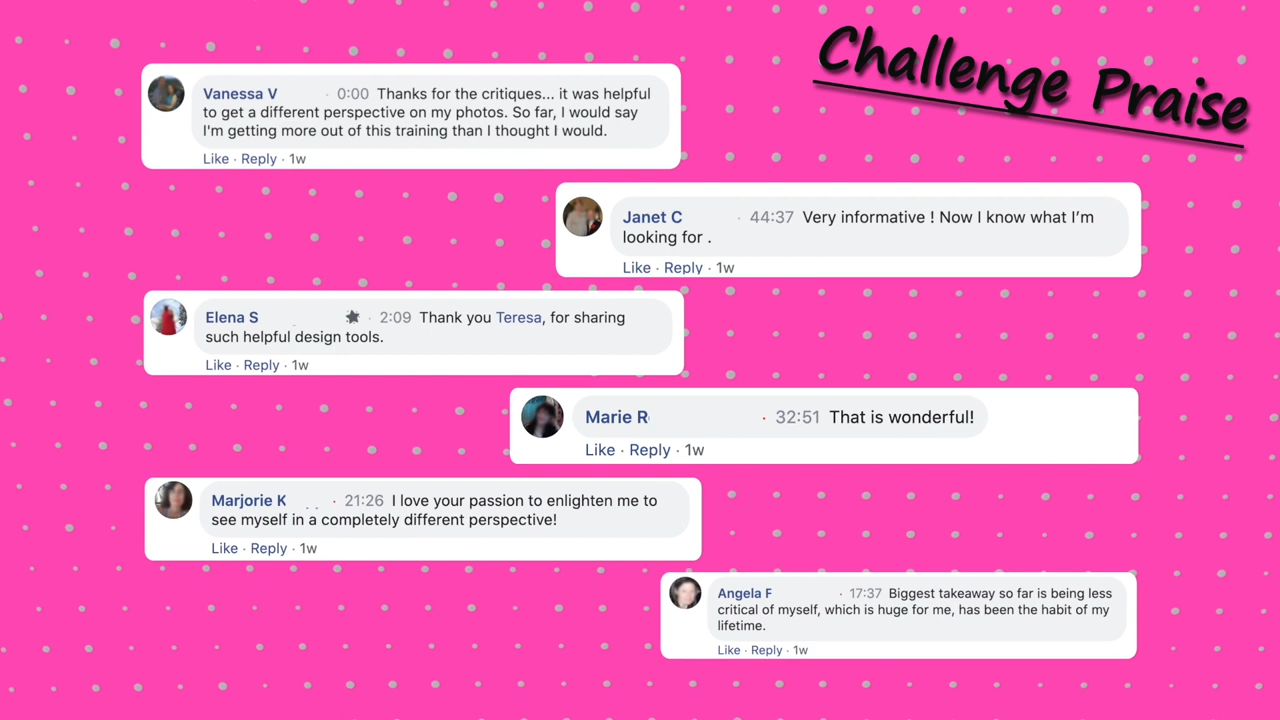 Challenge Praise
Vanessa V · 0:00 Thanks for the critiques... it was helpful
to get a different perspective on my photos. So far, I would say
I'm getting more out of this training than I thought I would.
Like · Reply · 1w
Janet C · 44:37 Very informative ! Now I know what I'm
looking for .
Like · Reply · 1w
Elena S · 2:09 Thank you Teresa, for sharing
such helpful design tools.
Like · Reply · 1w
Marie R · 32:51 That is wonderful!
Like · Reply · 1w
Marjorie K · 21:26 I love your passion to enlighten me to
see myself in a completely different perspective!
Like · Reply · 1w
Angela F · 17:37 Biggest takeaway so far is being less
critical of myself, which is huge for me, has been the habit of my
lifetime.
Like · Reply · 1w